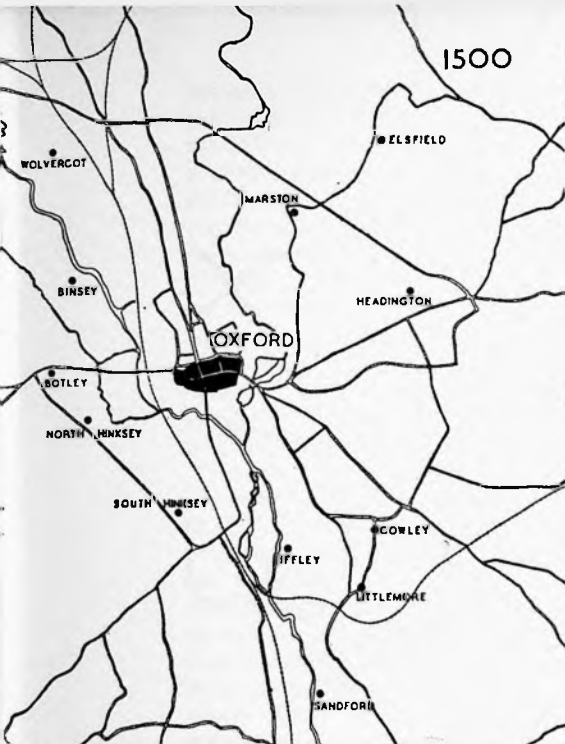 1500
ELSFIELD
WOLVERCOT
MARSTON
BINSEY
HEADINGTON
OXFORD
BOTLEY
NORTH HINKSEY
SOUTH HINKSEY
COWLEY
IFFLEY
LITTLEMORE
SANDFORD